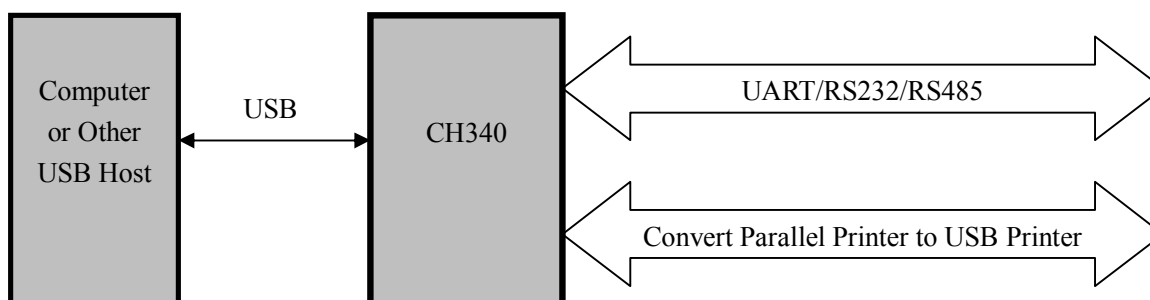 Computer
or Other
USB Host
USB
CH340
UART/RS232/RS485
Convert Parallel Printer to USB Printer